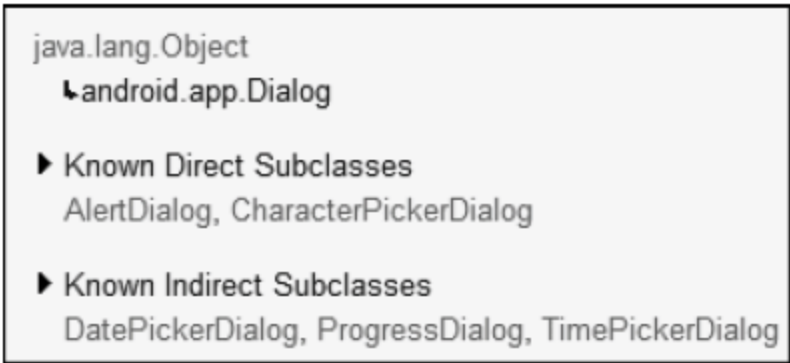 java.lang.Object
android.app.Dialog
Known Direct Subclasses
AlertDialog, CharacterPickerDialog
Known Indirect Subclasses
DatePickerDialog, ProgressDialog, TimePickerDialog